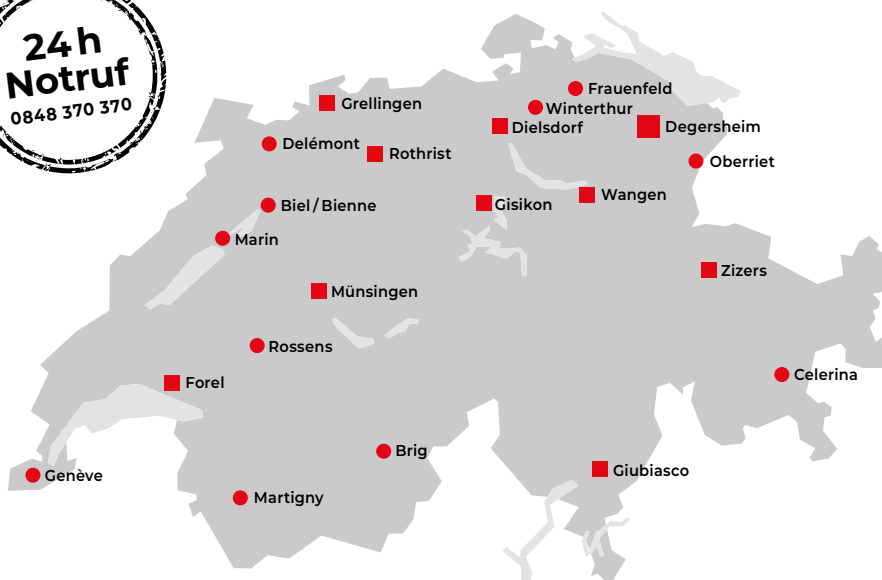 24 h
Notruf
0848 370 370
Frauenfeld
Grellingen
Winterthur
Dielsdorf
Degersheim
Delémont
Rothrist
Oberriet
Wangen
Biel / Bienne
Gisikon
Marin
Zizers
Münsingen
Rossens
Celerina
Forel
Brig
Giubiasco
Genève
Martigny